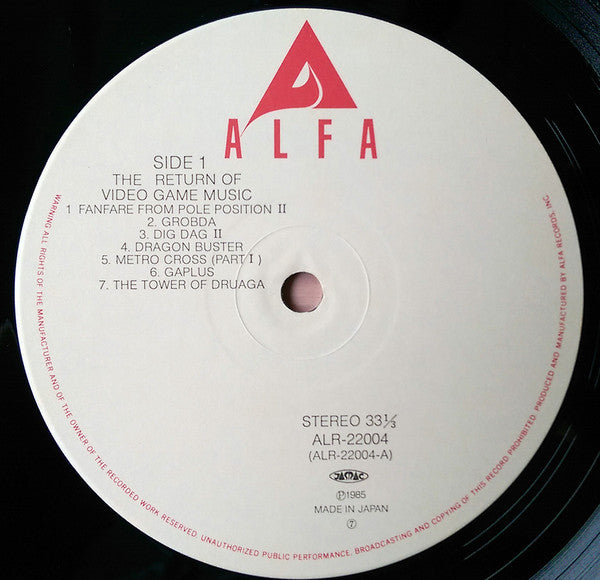 ALFA
SIDE 1
THE RETURN OF
VIDEO GAME MUSIC
1 FANFARE FROM POLE POSITION II
2. GROBDA
3. DIG DAG II
4. DRAGON BUSTER
5. METRO CROSS (PART I)
6. GAPLUS
7. THE TOWER OF DRUAGA
STEREO 33 1/3
ALR-22004
(ALR-22004-A)
JASRAC
Ⓟ1985
MADE IN JAPAN
⑦
WARNING: ALL RIGHTS OF THE MANUFACTURER AND OF THE OWNER OF THE RECORDED WORK RESERVED. UNAUTHORIZED PUBLIC PERFORMANCE, BROADCASTING AND COPYING OF THIS RECORD PROHIBITED. PRODUCED AND MANUFACTURED BY ALFA RECORDS, INC.